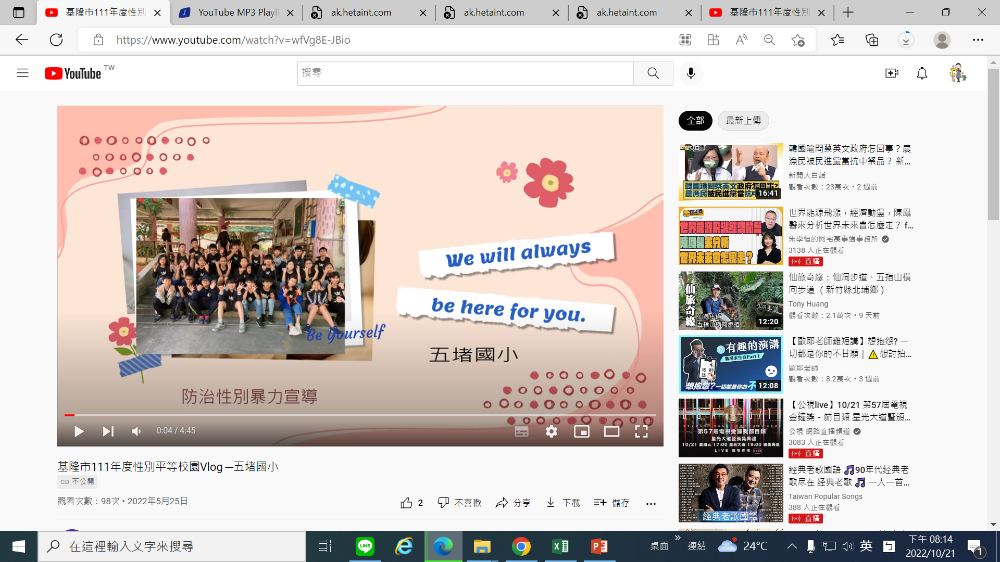 基隆市111年度性別
YouTube MP3 Playli
ak.hetaint.com
ak.hetaint.com
ak.hetaint.com
基隆市111年度性別
https://www.youtube.com/watch?v=wfVg8E-JBio
YouTube TW
搜尋
We will always
be here for you.
Be Yourself
五堵國小
防治性別暴力宣導
0:04 / 4:45
基隆市111年度性別平等校園Vlog ─五堵國小
不公開
觀看次數：98次 • 2022年5月25日
2
不喜歡
分享
下載
儲存
全部
最新上傳
韓國瑜問蔡英文政府怎回事?
農漁民被民進黨當抗中
16:41
韓國瑜問蔡英文政府怎回事？農
漁民被民進黨當抗中祭品？ 新...
新聞大白話
觀看次數：23萬次 • 2 週前
世界能源飛漲經濟動盪
陳鳳馨來分析
世界未來會怎麼走？
世界能源飛漲，經濟動盪，陳鳳
馨來分析世界未來會怎麼走？ f...
朱學恒的阿宅萬事通事務所
3138 人正在觀看
直播
仙旅奇緣
仙洞步道
仙洞步道
五指山橫向步道
12:20
仙旅奇緣：仙洞步道、五指山橫
向步道 （新竹縣北埔鄉）
Tony Huang
觀看次數：2.1萬次 • 9 天前
有趣的演講
職場求生技Part 1
老師
短講
想抱怨?一切都是你的不
12:08
【歐耶老師雞短講】想抱怨? 一
切都是你的不甘願｜⚠️想討拍...
歐耶老師
觀看次數：8.2萬次 • 3 週前
第57屆電視金鐘獎節目類
星光大道暨頒獎典禮
10/21 星期五 17:00 星光大道 19:00 頒獎典禮
LIVE
【公視live】10/21 第57屆電視
金鐘獎 - 節目類 星光大道暨頒...
公視 網路直播頻道
3083 人正在觀看
直播
經典老歌國語
經典老歌國語 🎵90年代经典老
歌尽在 经典老歌 🎵 一人一首...
Taiwan Popular Songs
388 人正在觀看
直播
在這裡輸入文字來搜尋
LINE
桌面
連結
24°C
英
下午 08:14
2022/10/21
1